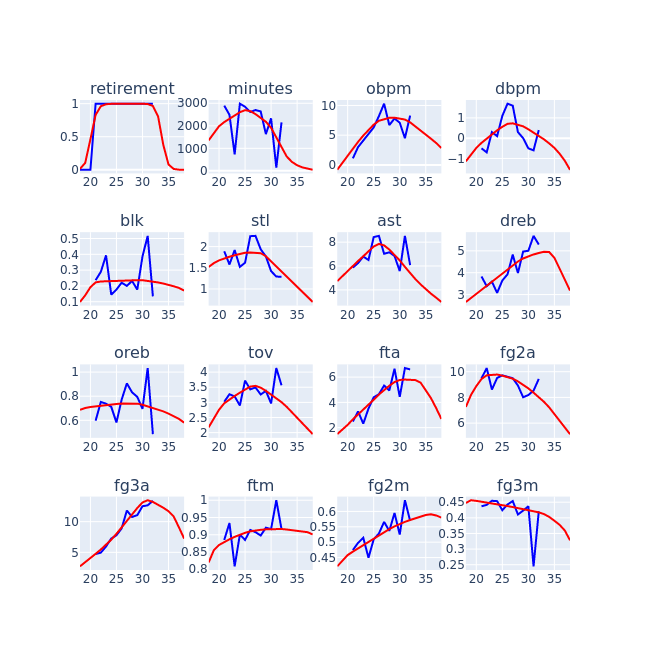 retirement minutes obpm dbpm
1 0.5 0
3000 2000 1000 0
10 5 0
1 0 −1
20 25 30 35 20 25 30 35 20 25 30 35 20 25 30 35
blk stl ast dreb
0.5 0.4 0.3 0.2 0.1
2 1.5 1
8 6 4
5 4 3
20 25 30 35 20 25 30 35 20 25 30 35 20 25 30 35
oreb tov fta fg2a
1 0.8 0.6
4 3.5 3 2.5 2
6 4 2
10 8 6
20 25 30 35 20 25 30 35 20 25 30 35 20 25 30 35
fg3a ftm fg2m fg3m
10 5
1 0.95 0.9 0.85 0.8
0.6 0.55 0.5 0.45
0.45 0.4 0.35 0.3 0.25
20 25 30 35 20 25 30 35 20 25 30 35 20 25 30 35